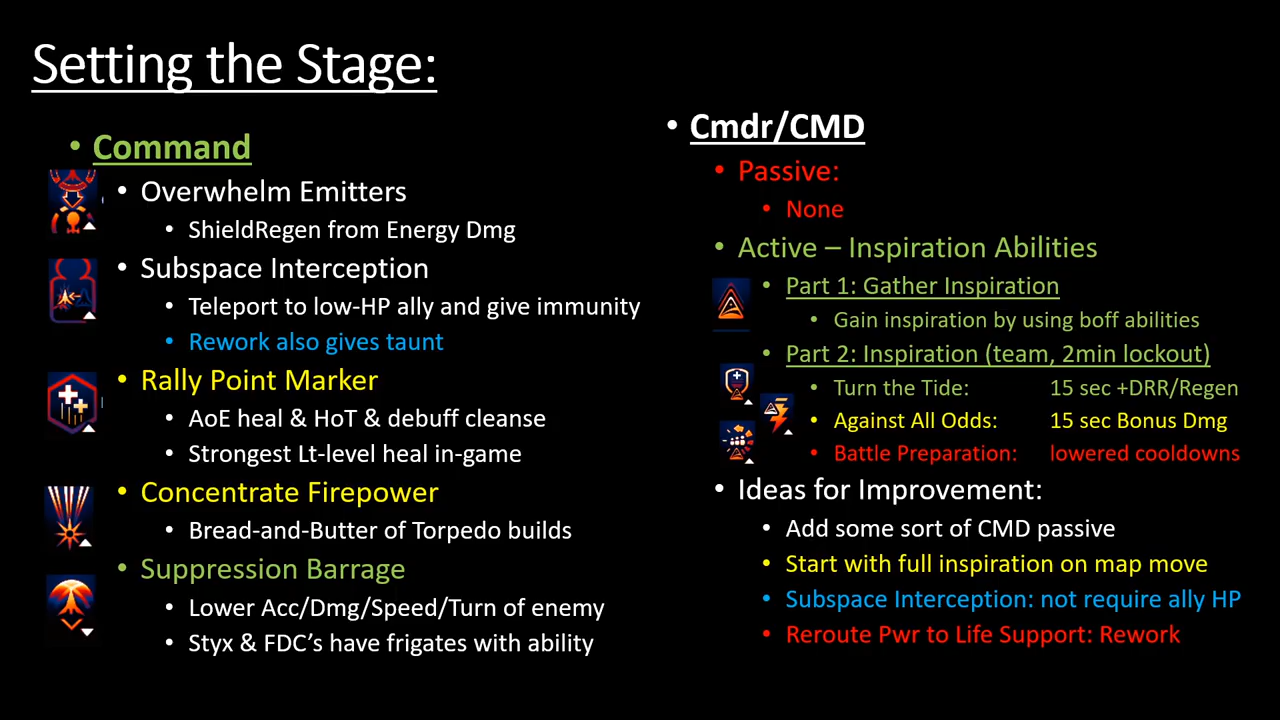 Setting the Stage:
• Command
• Overwhelm Emitters
• ShieldRegen from Energy Dmg
• Subspace Interception
• Teleport to low-HP ally and give immunity
• Rework also gives taunt
• Rally Point Marker
• AoE heal & HoT & debuff cleanse
• Strongest Lt-level heal in-game
• Concentrate Firepower
• Bread-and-Butter of Torpedo builds
• Suppression Barrage
• Lower Acc/Dmg/Speed/Turn of enemy
• Styx & FDC's have frigates with ability
• Cmdr/CMD
• Passive:
• None
• Active – Inspiration Abilities
• Part 1: Gather Inspiration
• Gain inspiration by using boff abilities
• Part 2: Inspiration (team, 2min lockout)
• Turn the Tide: 15 sec +DRR/Regen
• Against All Odds: 15 sec Bonus Dmg
• Battle Preparation: lowered cooldowns
• Ideas for Improvement:
• Add some sort of CMD passive
• Start with full inspiration on map move
• Subspace Interception: not require ally HP
• Reroute Pwr to Life Support: Rework